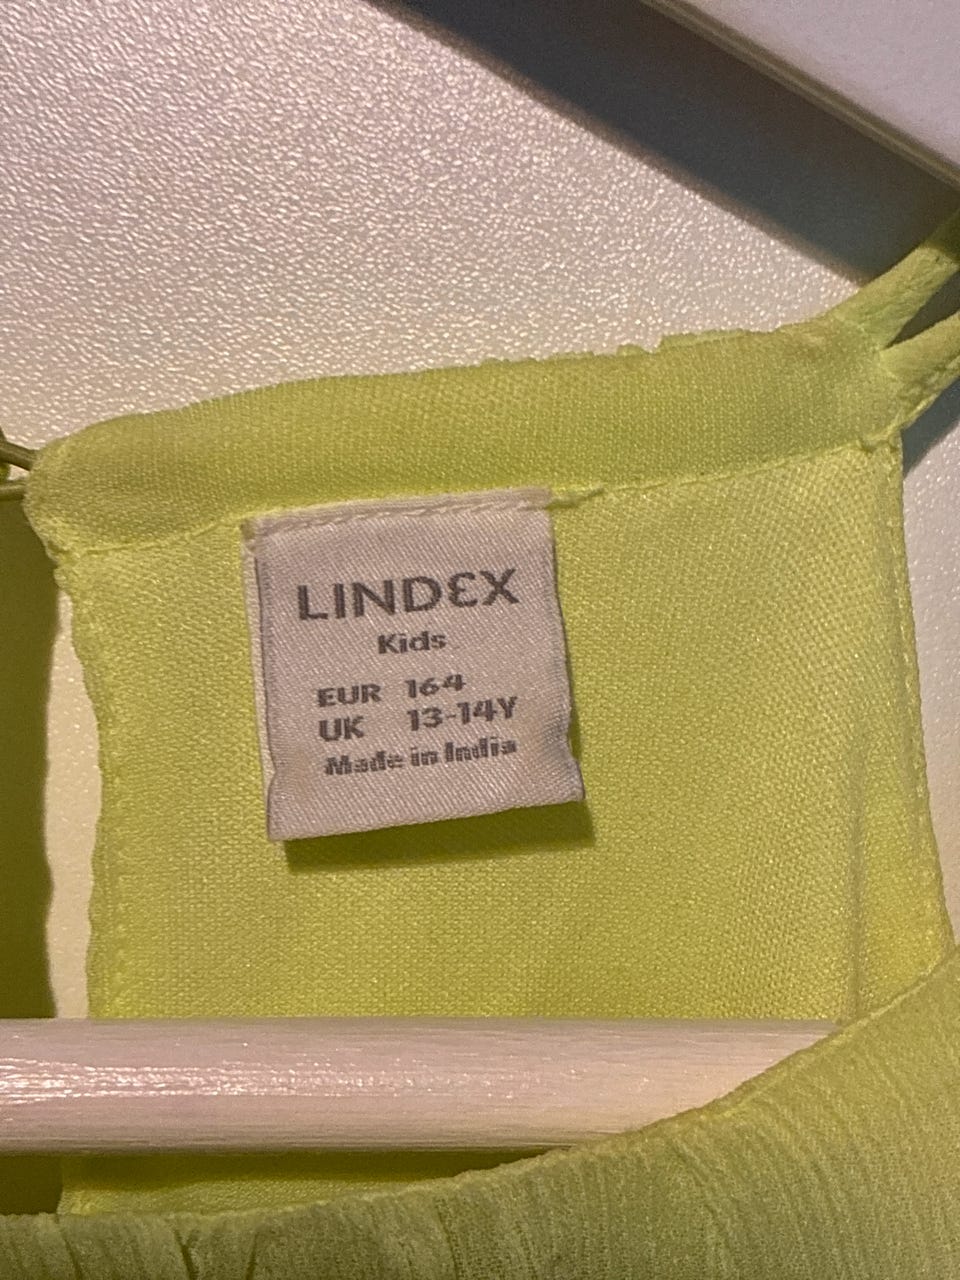 LINDEX
Kids
EUR 164
UK 13-14Y
Made in India